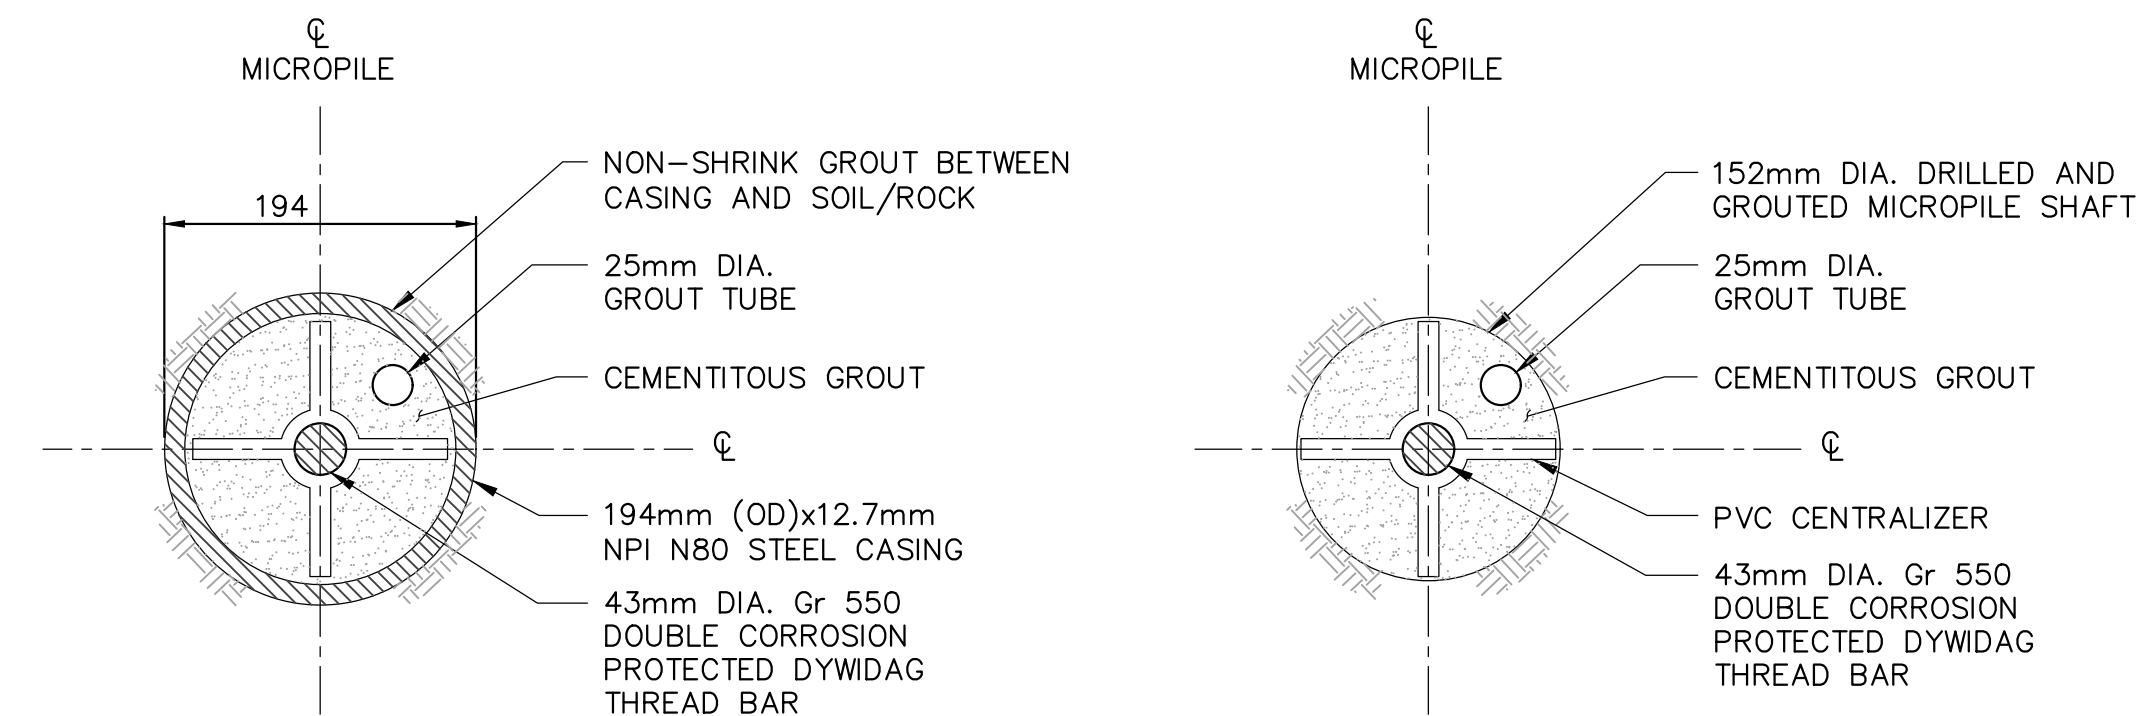 ℄
MICROPILE
194
NON-SHRINK GROUT BETWEEN
CASING AND SOIL/ROCK
25mm DIA.
GROUT TUBE
CEMENTITOUS GROUT
℄
194mm (OD)x12.7mm
NPI N80 STEEL CASING
43mm DIA. Gr 550
DOUBLE CORROSION
PROTECTED DYWIDAG
THREAD BAR
℄
MICROPILE
152mm DIA. DRILLED AND
GROUTED MICROPILE SHAFT
25mm DIA.
GROUT TUBE
CEMENTITOUS GROUT
℄
PVC CENTRALIZER
43mm DIA. Gr 550
DOUBLE CORROSION
PROTECTED DYWIDAG
THREAD BAR